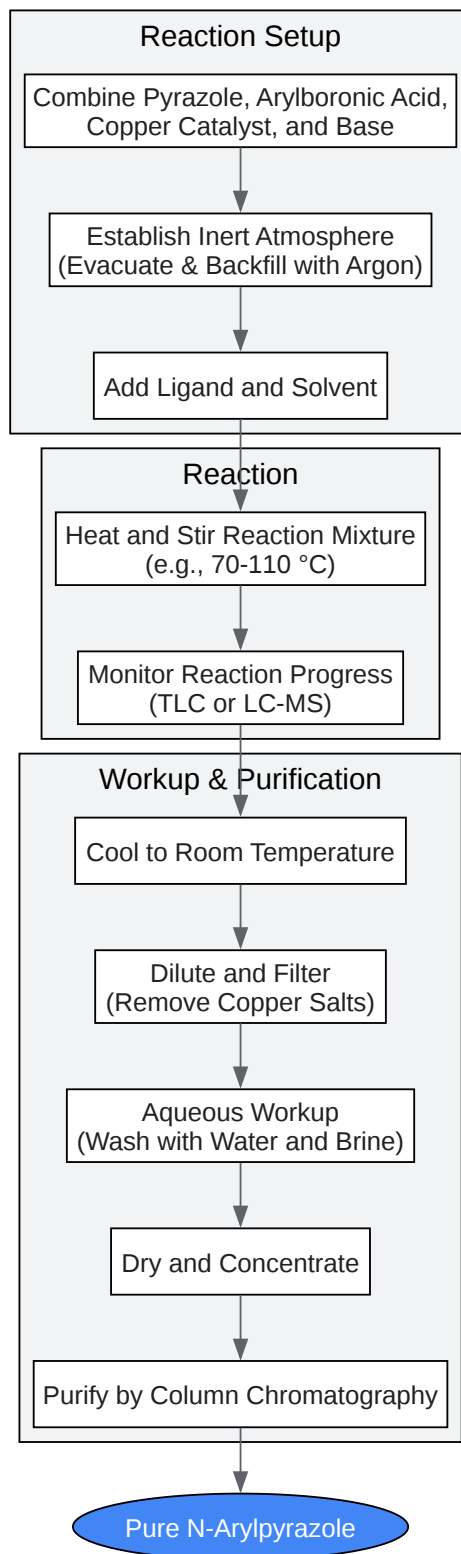 Reaction Setup
Combine Pyrazole, Arylboronic Acid,
Copper Catalyst, and Base
Establish Inert Atmosphere
(Evacuate & Backfill with Argon)
Add Ligand and Solvent
Reaction
Heat and Stir Reaction Mixture
(e.g., 70-110 °C)
Monitor Reaction Progress
(TLC or LC-MS)
Workup & Purification
Cool to Room Temperature
Dilute and Filter
(Remove Copper Salts)
Aqueous Workup
(Wash with Water and Brine)
Dry and Concentrate
Purify by Column Chromatography
Pure N-Arylpyrazole